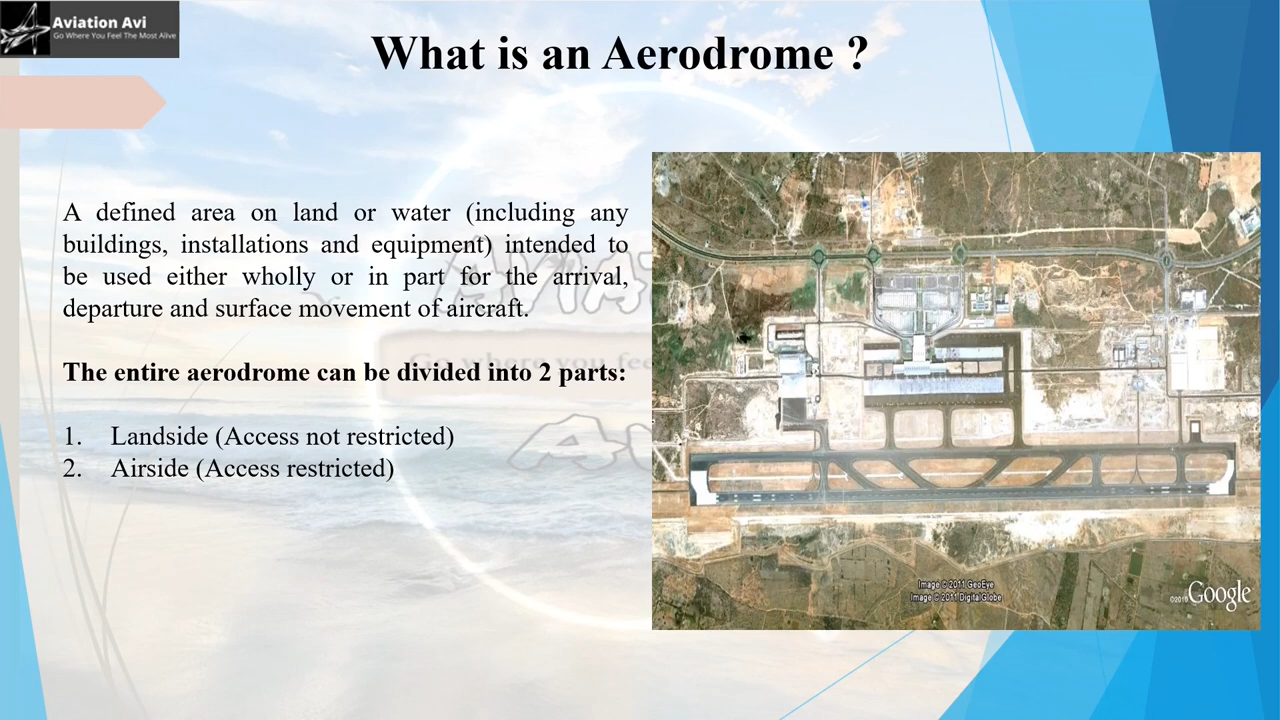 Aviation Avi
Go Where You Feel The Most Alive
What is an Aerodrome ?
A defined area on land or water (including any
buildings, installations and equipment) intended to
be used either wholly or in part for the arrival,
departure and surface movement of aircraft.
The entire aerodrome can be divided into 2 parts:
1. Landside (Access not restricted)
2. Airside (Access restricted)
Go where you
Image © 2011 GeoEye
Image © 2011 DigitalGlobe
Google